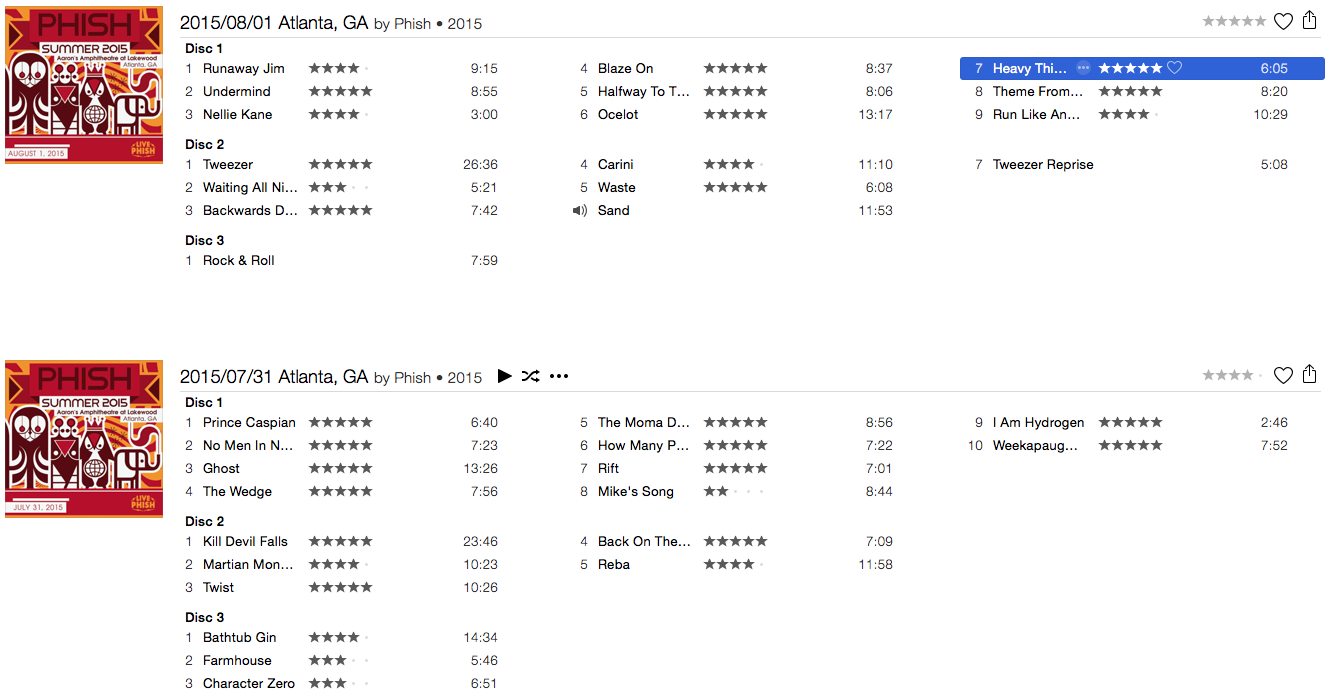 PHISH
SUMMER 2015
Aaron's Amphitheatre at Lakewood
Atlanta, GA
AUGUST 1, 2015
LIVE PHISH
2015/08/01 Atlanta, GA by Phish • 2015
Disc 1
1 Runaway Jim 9:15
2 Undermind 8:55
3 Nellie Kane 3:00
4 Blaze On 8:37
5 Halfway To T... 8:06
6 Ocelot 13:17
7 Heavy Thi... 6:05
8 Theme From... 8:20
9 Run Like An... 10:29
Disc 2
1 Tweezer 26:36
2 Waiting All Ni... 5:21
3 Backwards D... 7:42
4 Carini 11:10
5 Waste 6:08
Sand 11:53
7 Tweezer Reprise 5:08
Disc 3
1 Rock & Roll 7:59
PHISH
SUMMER 2015
Aaron's Amphitheatre at Lakewood
Atlanta, GA
JULY 31, 2015
LIVE PHISH
2015/07/31 Atlanta, GA by Phish • 2015
Disc 1
1 Prince Caspian 6:40
2 No Men In N... 7:23
3 Ghost 13:26
4 The Wedge 7:56
5 The Moma D... 8:56
6 How Many P... 7:22
7 Rift 7:01
8 Mike's Song 8:44
9 I Am Hydrogen 2:46
10 Weekapaug... 7:52
Disc 2
1 Kill Devil Falls 23:46
2 Martian Mon... 10:23
3 Twist 10:26
4 Back On The... 7:09
5 Reba 11:58
Disc 3
1 Bathtub Gin 14:34
2 Farmhouse 5:46
3 Character Zero 6:51